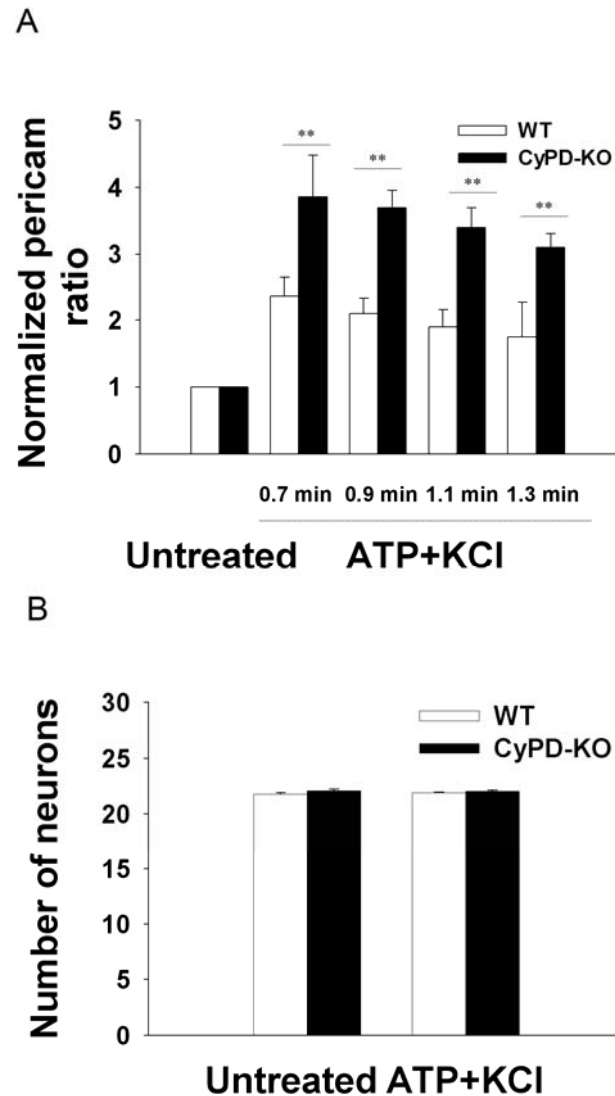 A
Normalized pericam
ratio
5
4
3
2
1
0
WT
CyPD-KO
**
**
**
**
0.7 min 0.9 min 1.1 min 1.3 min
Untreated ATP+KCl
B
Number of neurons
30
25
20
15
10
5
0
WT
CyPD-KO
Untreated ATP+KCl